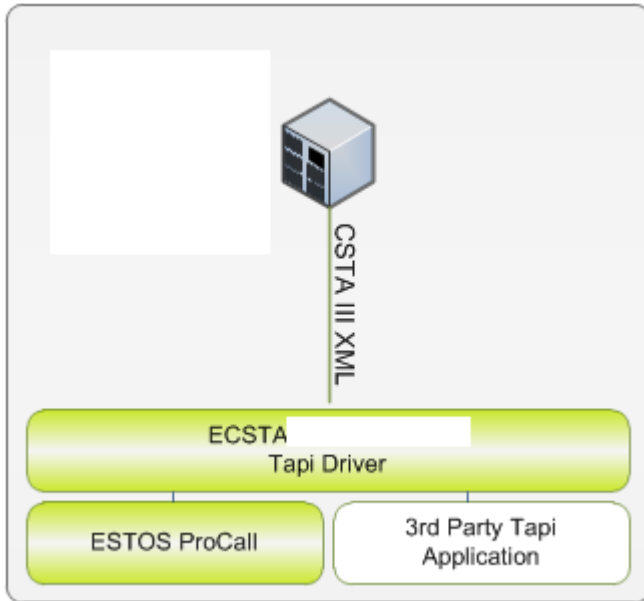 CSTA III XML
ECSTA
Tapi Driver
ESTOS ProCall
3rd Party Tapi
Application